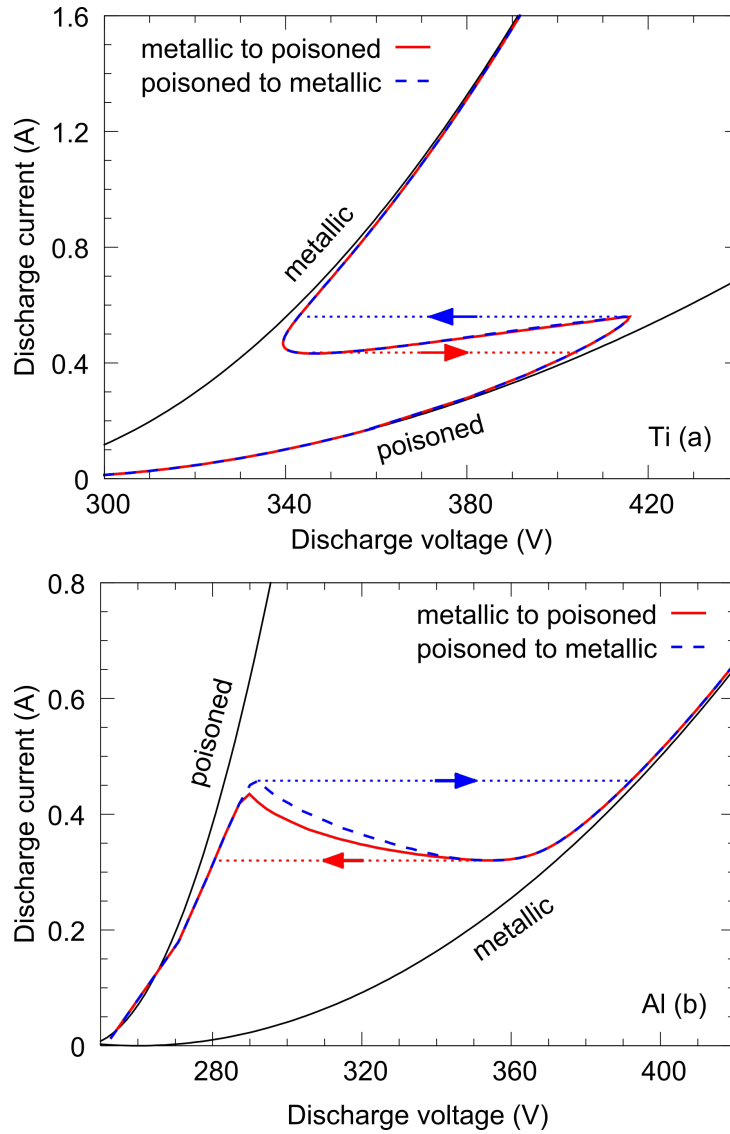 1.6
metallic to poisoned
poisoned to metallic
1.2
Discharge current (A)
metallic
0.8
0.4
poisoned
Ti (a)
0
300
340
380
420
Discharge voltage (V)
0.8
metallic to poisoned
poisoned to metallic
0.6
Discharge current (A)
poisoned
0.4
0.2
metallic
Al (b)
0
280
320
360
400
Discharge voltage (V)